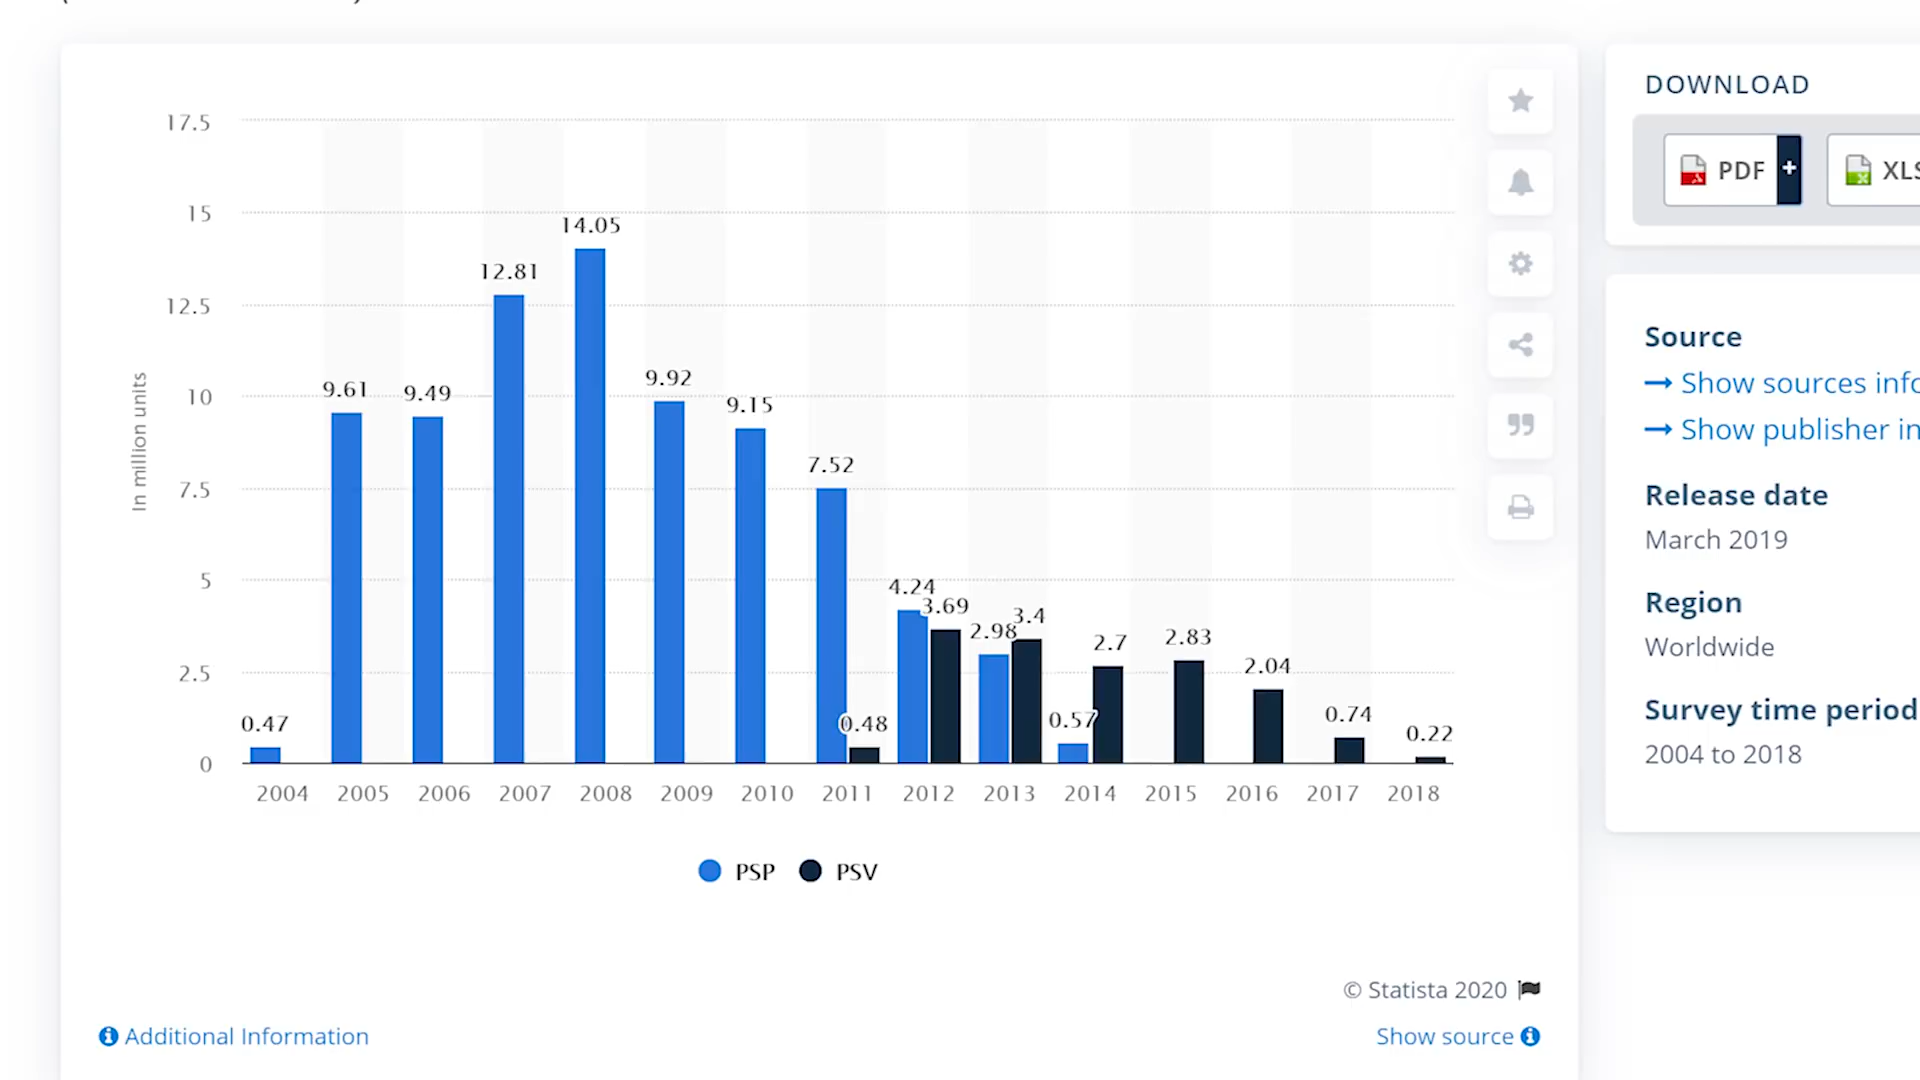 DOWNLOAD
PDF +
17.5
15
12.5
10
7.5
5
2.5
0
In million units
0.47
9.61
9.49
12.81
14.05
9.92
9.15
7.52
0.48
4.24
3.69
2.98
3.4
0.57
2.7
2.83
2.04
0.74
0.22
2004 2005 2006 2007 2008 2009 2010 2011 2012 2013 2014 2015 2016 2017 2018
PSP PSV
© Statista 2020
Additional Information
Show source
Source
Show sources
Show publisher
Release date
March 2019
Region
Worldwide
Survey time period
2004 to 2018